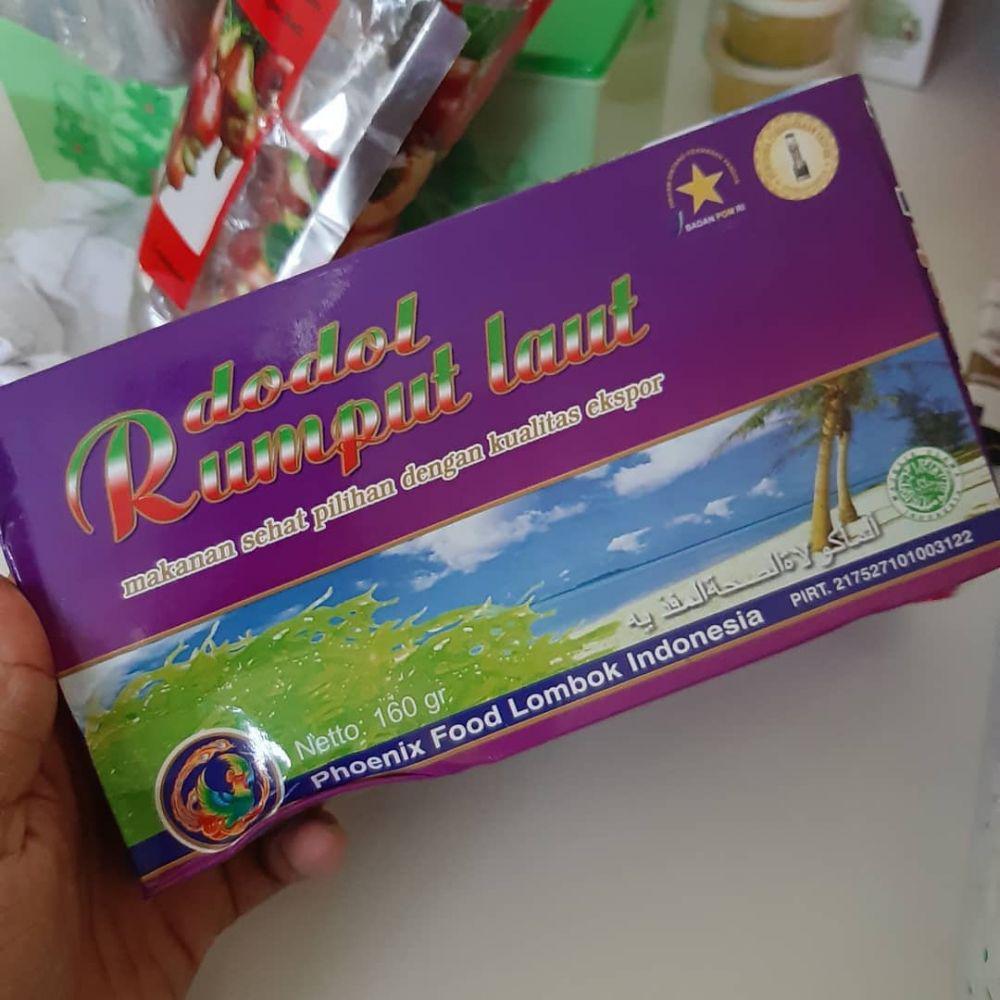 BADAN POM RI
dodol
Rumput laut
makanan sehat pilihan dengan kualitas ekspor
PIRT. 217527101003122
Netto: 160 gr
Phoenix Food Lombok Indonesia